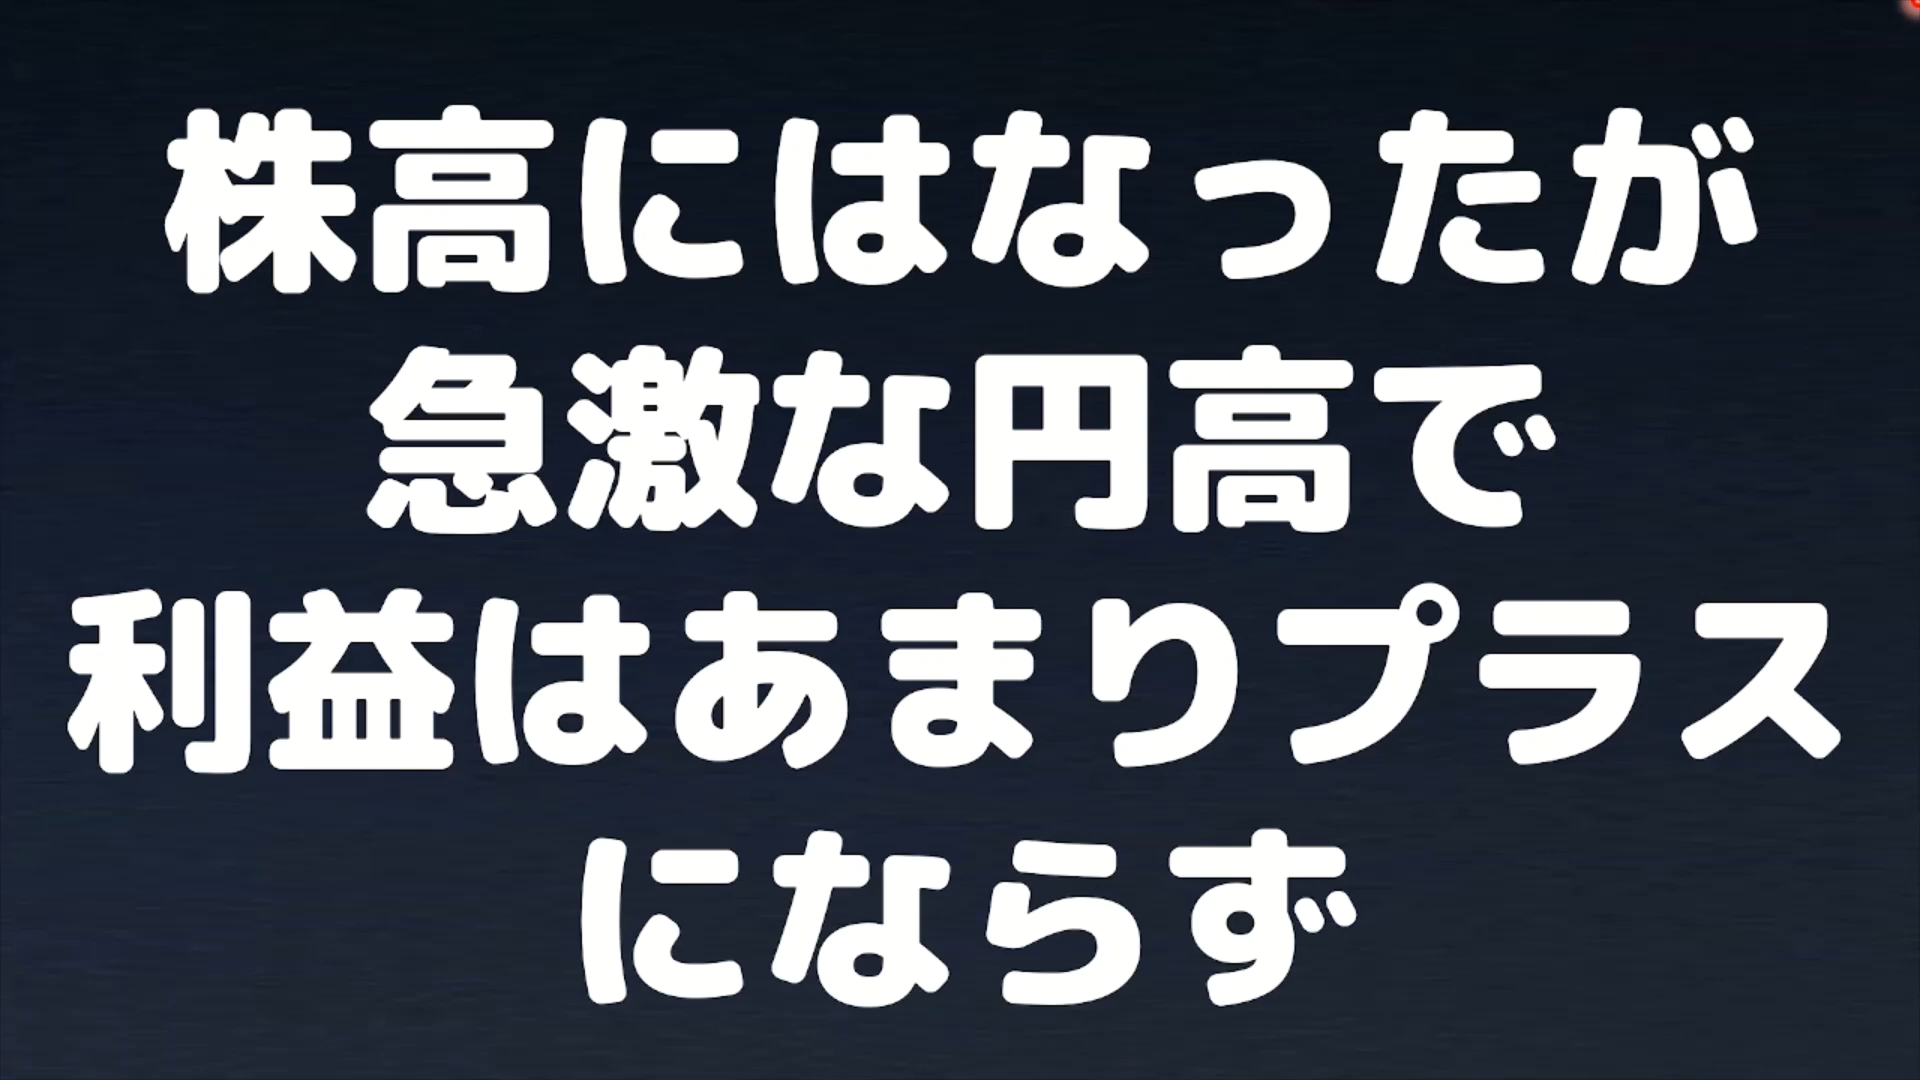 株高にはなったが
急激な円高で
利益はあまりプラス
にならず